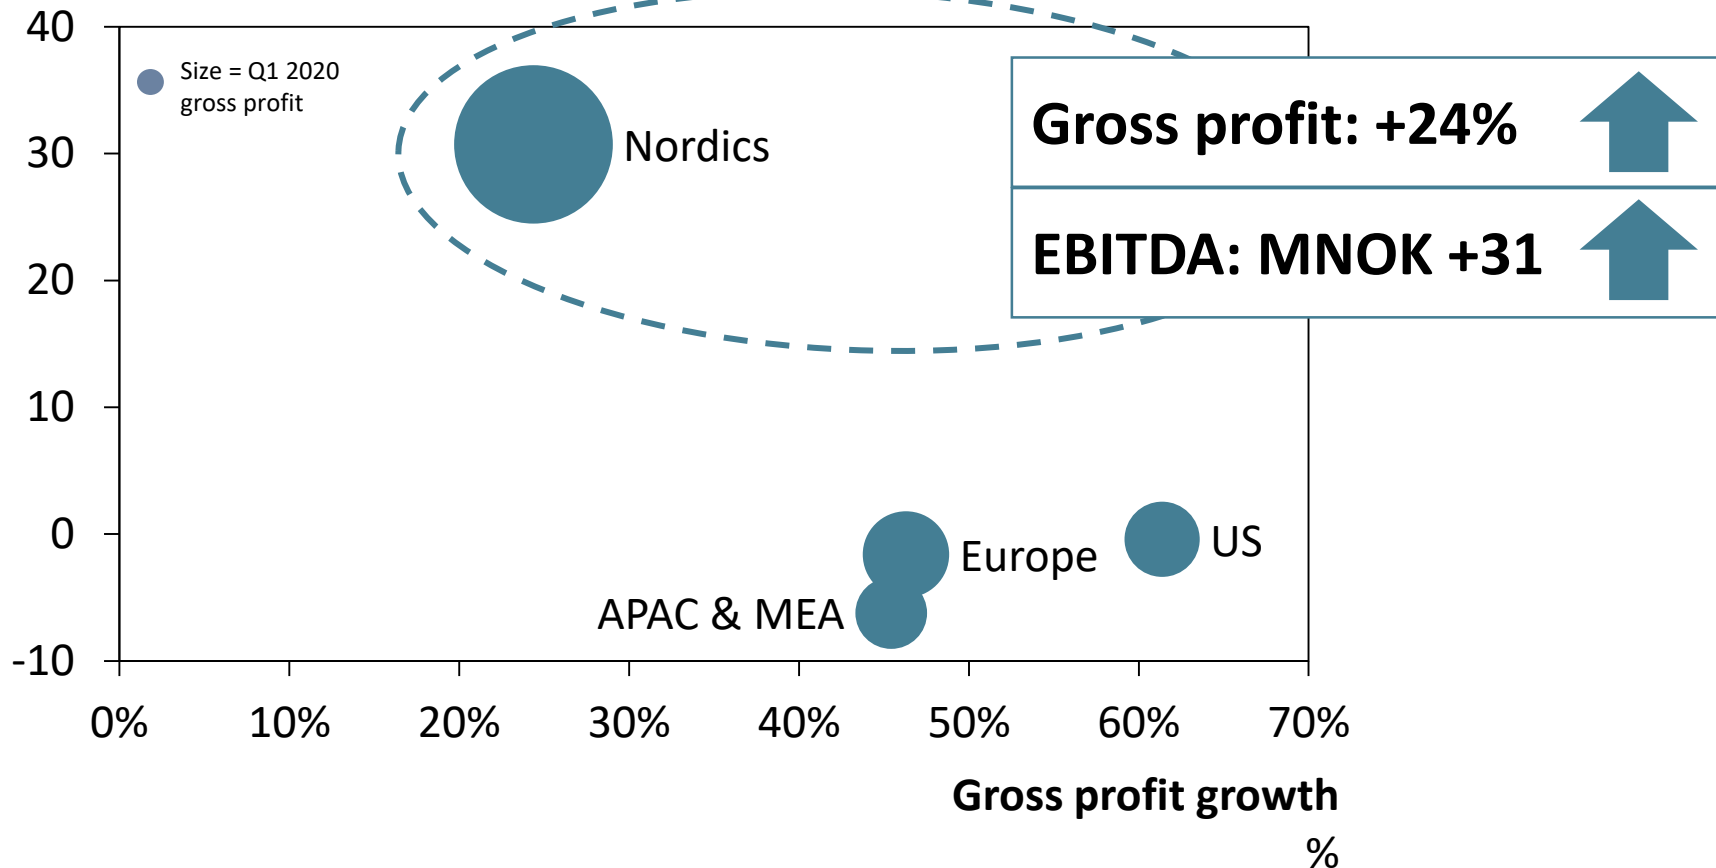 40
30
20
10
0
-10
Size = Q1 2020
gross profit
Nordics
Gross profit: +24%
EBITDA: MNOK +31
Europe
US
APAC & MEA
0%
10%
20%
30%
40%
50%
60%
70%
Gross profit growth
%